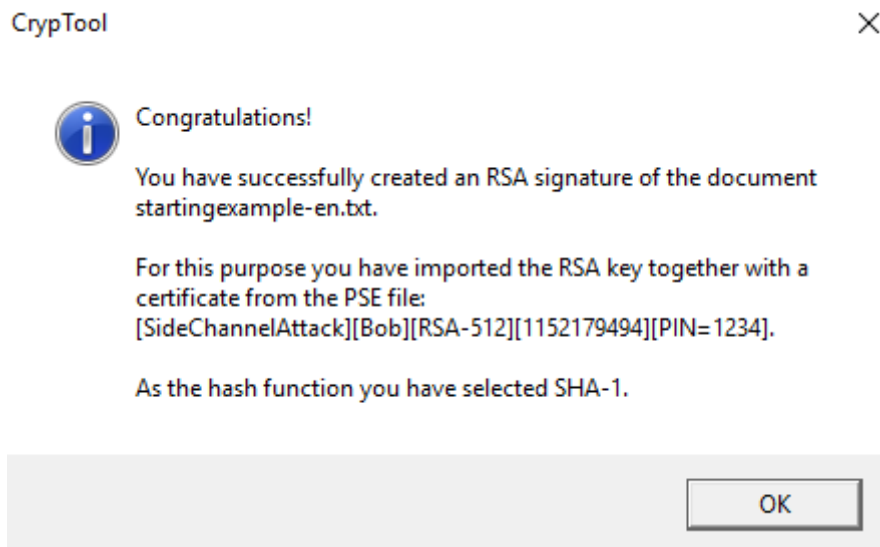 CrypTool
Congratulations!
You have successfully created an RSA signature of the document
startingexample-en.txt.
For this purpose you have imported the RSA key together with a
certificate from the PSE file:
[SideChannelAttack][Bob][RSA-512][1152179494][PIN=1234].
As the hash function you have selected SHA-1.
OK